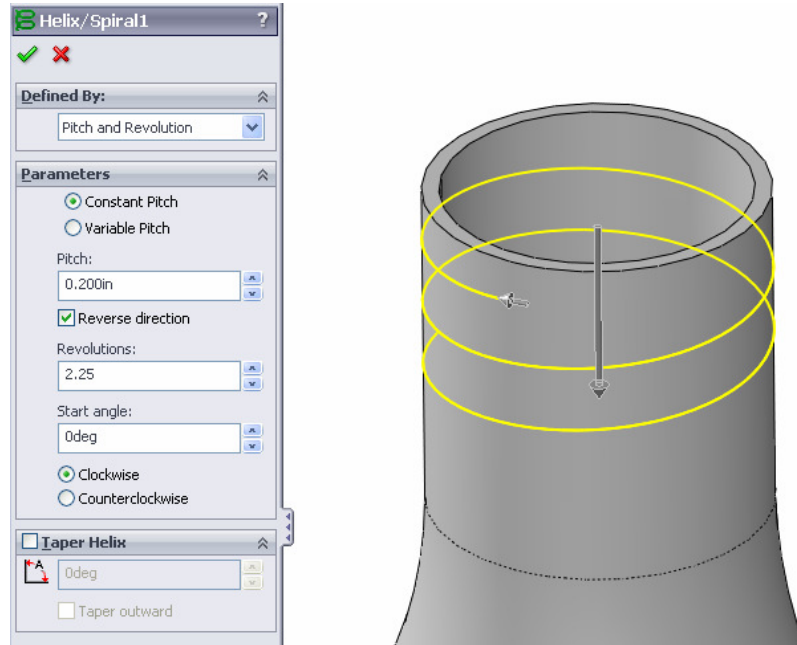 Helix/Spiral1 ?
Defined By:
Pitch and Revolution
Parameters
Constant Pitch
Variable Pitch
Pitch:
0.200in
Reverse direction
Revolutions:
2.25
Start angle:
0deg
Clockwise
Counterclockwise
Taper Helix
A
0deg
Taper outward